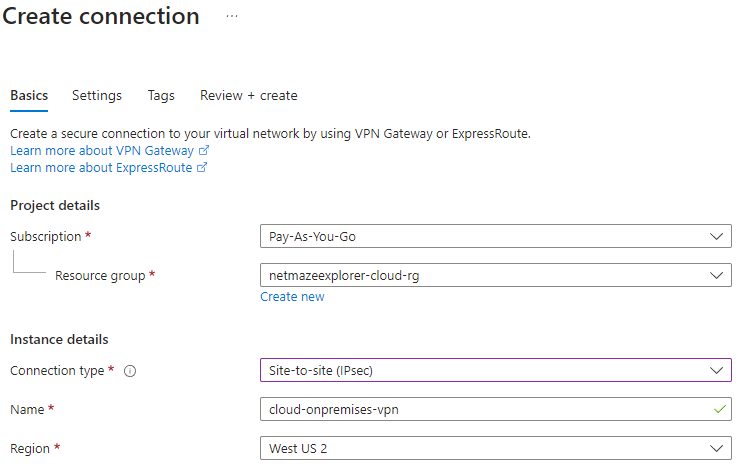 Create connection ...
Basics Settings Tags Review + create
Create a secure connection to your virtual network by using VPN Gateway or ExpressRoute.
Learn more about VPN Gateway
Learn more about ExpressRoute
Project details
Subscription * Pay-As-You-Go
Resource group * netmazeexplorer-cloud-rg
Create new
Instance details
Connection type * Site-to-site (IPsec)
Name * cloud-onpremises-vpn
Region * West US 2